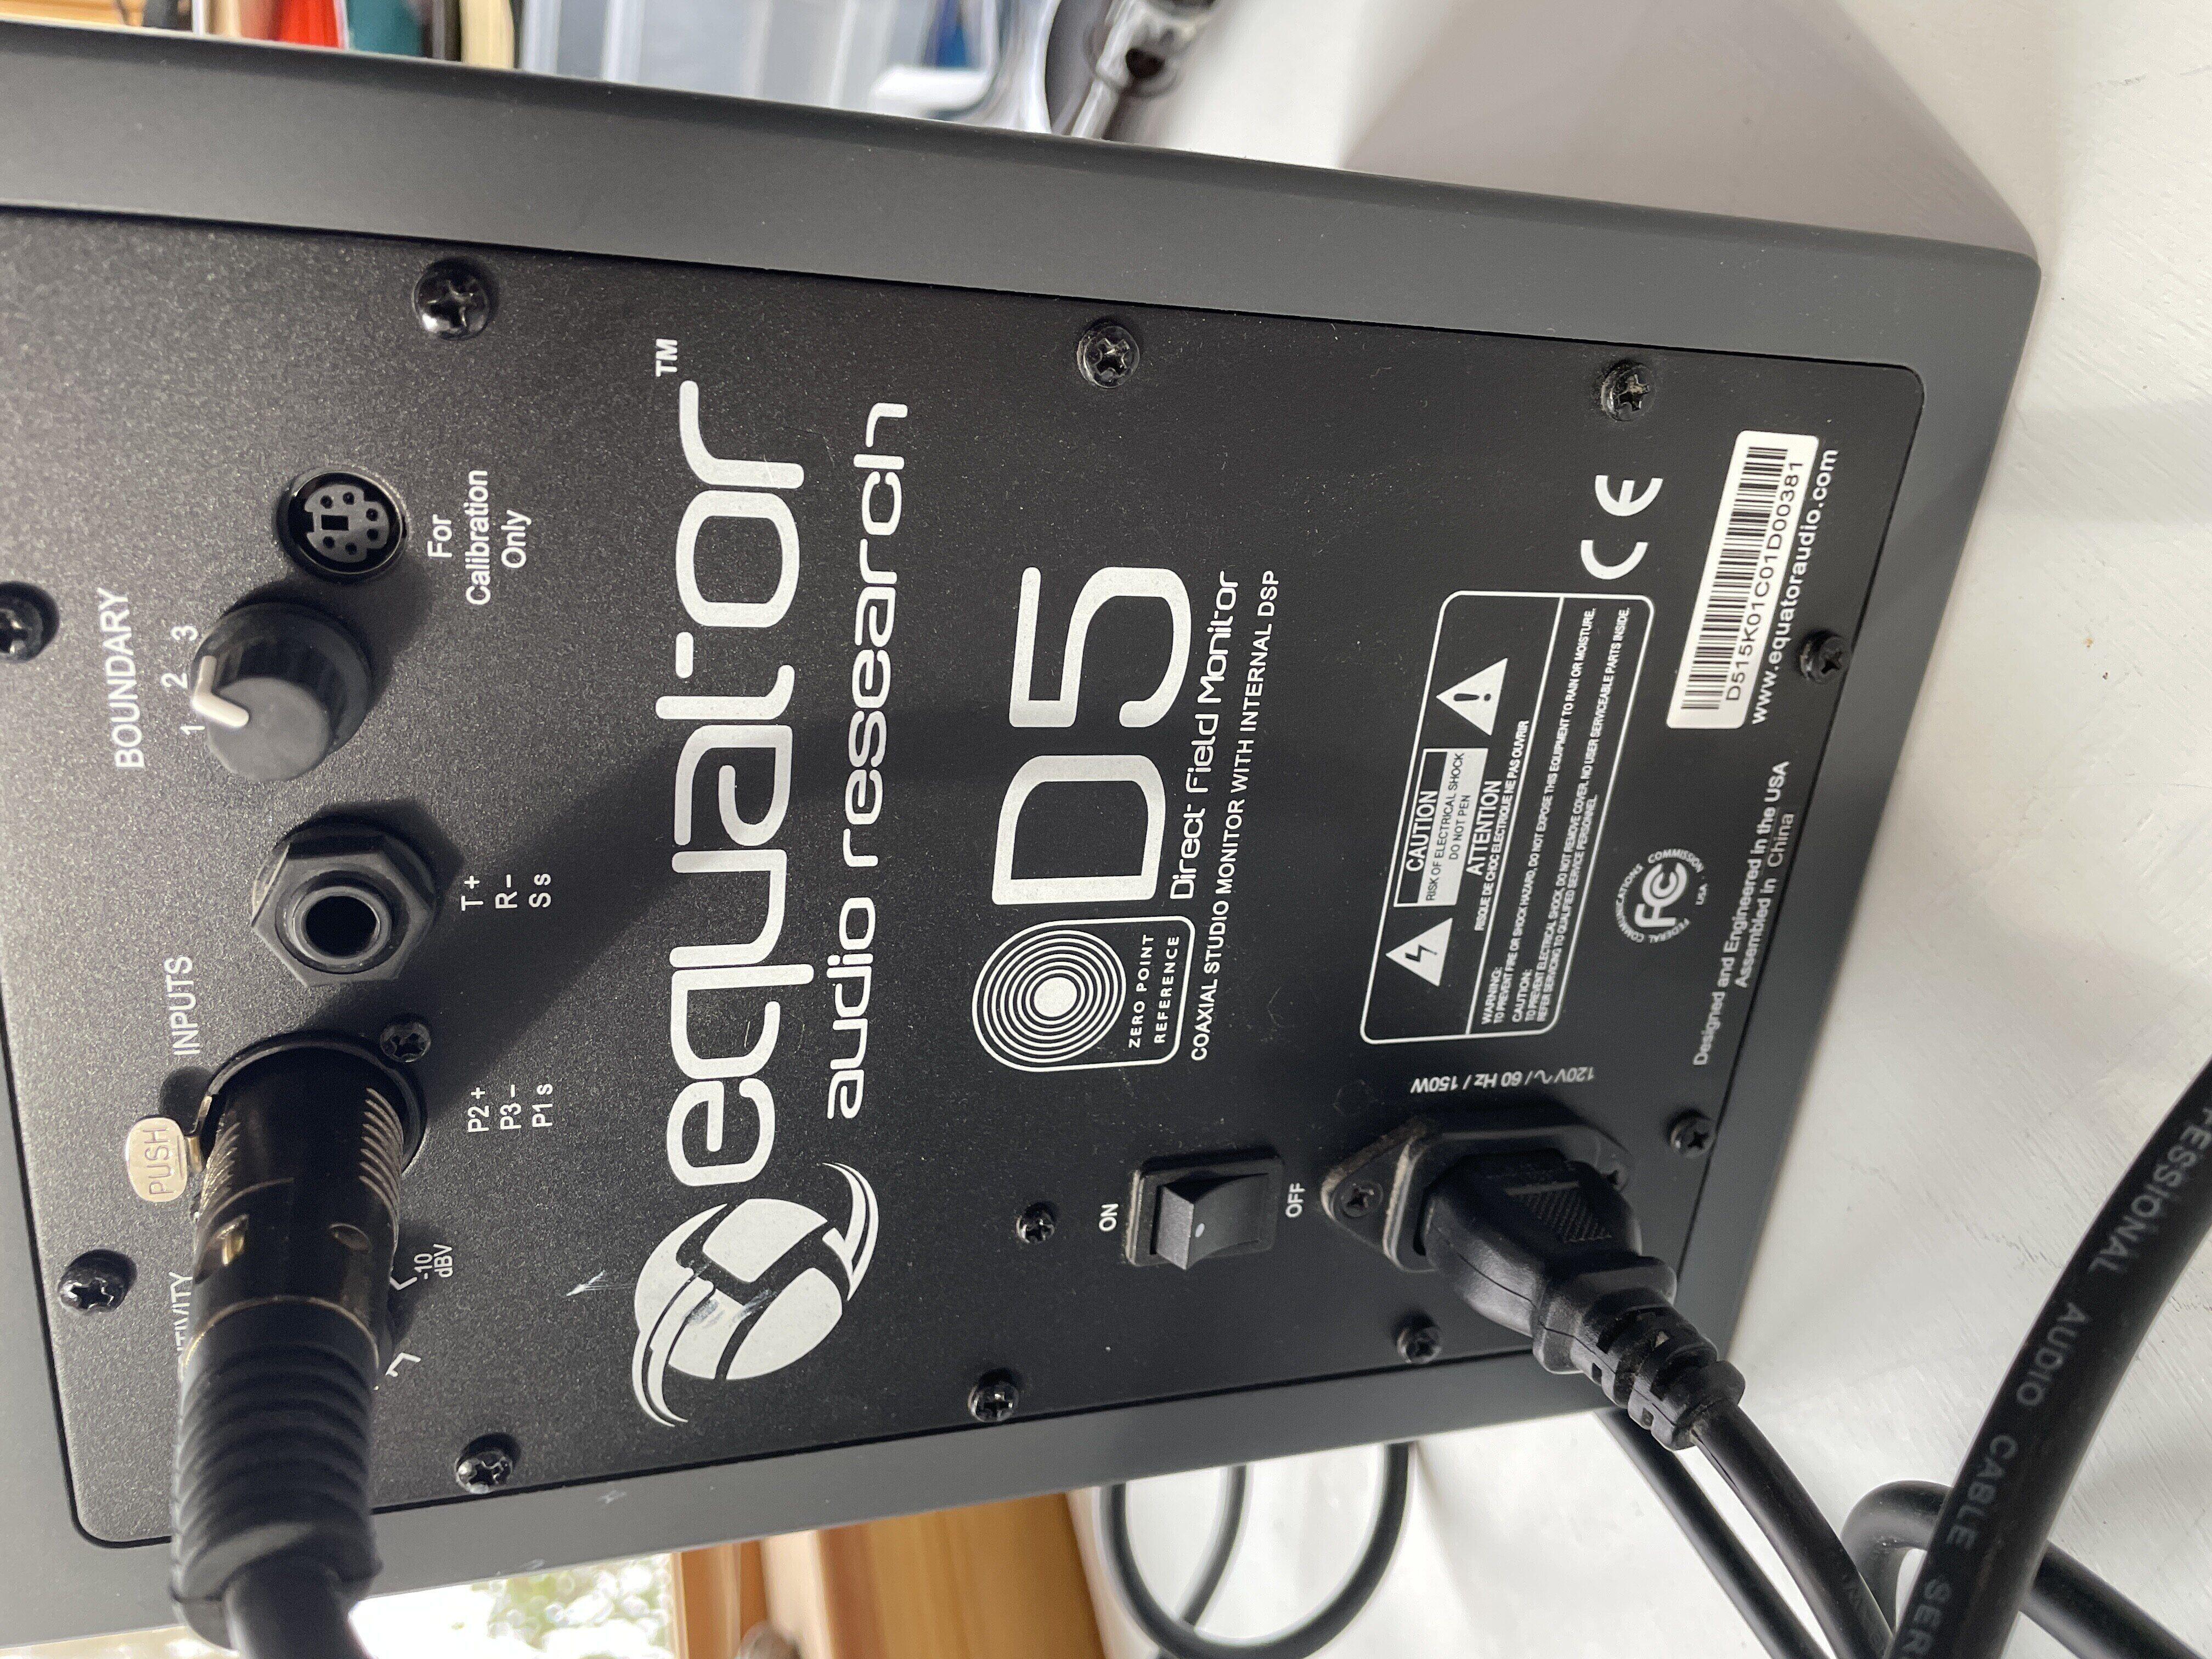 PUSH
INPUTS
BOUNDARY
1 2 3
-10
dBV
P2 +
P3 –
P1 s
T +
R –
S s
For
Calibration
Only
equator™
audio research
D5
ZERO POINT
REFERENCE
Direct Field Monitor
COAXIAL STUDIO MONITOR WITH INTERNAL DSP
ON
OFF
120V ∿ / 60 Hz / 150W
CAUTION
RISK OF ELECTRICAL SHOCK
DO NOT PEN
ATTENTION
RISQUE DE CHOC ELECTRIQUE NE PAS OUVRIR
WARNING:
TO PREVENT FIRE OR SHOCK HAZARD, DO NOT EXPOSE THIS EQUIPMENT TO RAIN OR MOISTURE.
CAUTION:
TO PREVENT ELECTRICAL SHOCK, DO NOT REMOVE COVER. NO USER SERVICEABLE PARTS INSIDE.
REFER SERVICING TO QUALIFIED SERVICE PERSONNEL.
CE
FEDERAL COMMUNICATIONS COMMISSION
FCC
USA
Designed and Engineered in the USA
Assembled in China
D515K01C01D00381
www.equatoraudio.com
CABLE
AUDIO